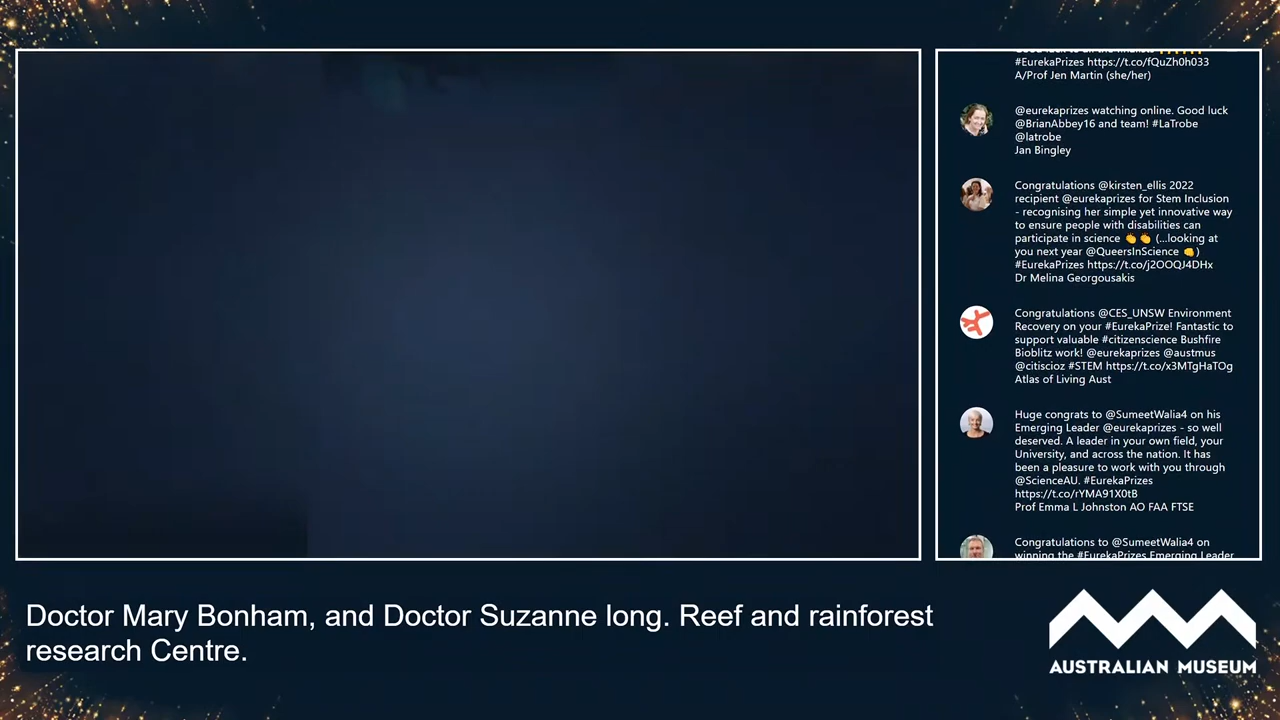 #EurekaPrizes https://t.co/fQuZh0h033
A/Prof Jen Martin (she/her)
@eurekaprizes watching online. Good luck
@BrianAbbey16 and team! #LaTrobe
@latrobe
Jan Bingley
Congratulations @kirsten_ellis 2022
recipient @eurekaprizes for Stem Inclusion
- recognising her simple yet innovative way
to ensure people with disabilities can
participate in science 👏 👏 (...looking at
you next year @QueersInScience 👊)
#EurekaPrizes https://t.co/j2OOQJ4DHx
Dr Melina Georgousakis
Congratulations @CES_UNSW Environment
Recovery on your #EurekaPrize! Fantastic to
support valuable #citizenscience Bushfire
Bioblitz work! @eurekaprizes @austmus
@citiscioz #STEM https://t.co/x3MTgHaTOg
Atlas of Living Aust
Huge congrats to @SumeetWalia4 on his
Emerging Leader @eurekaprizes - so well
deserved. A leader in your own field, your
University, and across the nation. It has
been a pleasure to work with you through
@ScienceAU. #EurekaPrizes
https://t.co/rYMA91X0tB
Prof Emma L Johnston AO FAA FTSE
Congratulations to @SumeetWalia4 on
winning the #EurekaPrizes Emerging Leader
Doctor Mary Bonham, and Doctor Suzanne long. Reef and rainforest
research Centre.
AUSTRALIAN MUSEUM